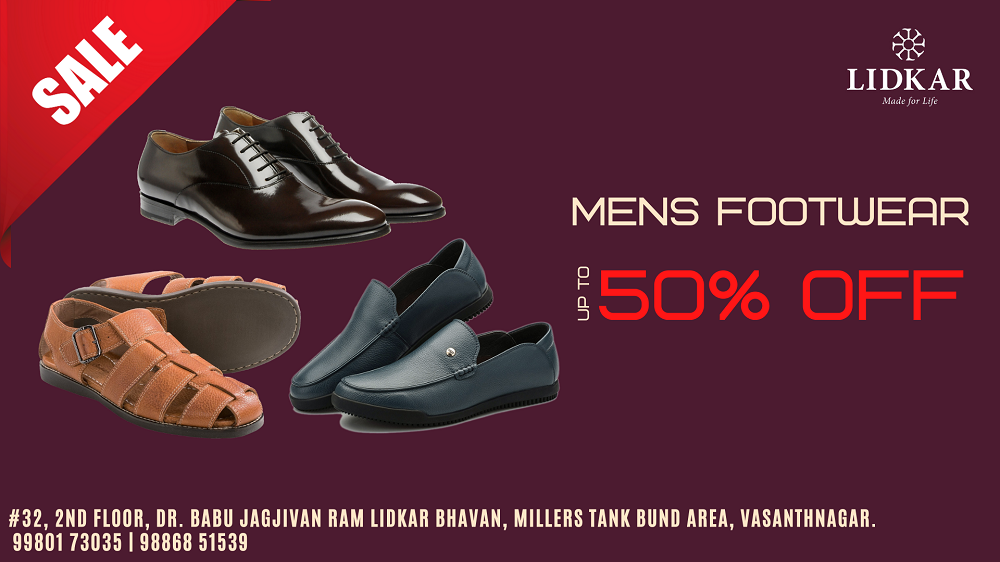 SALE
LIDKAR
Made for Life
MENS FOOTWEAR
UP TO 50% OFF
#32, 2ND FLOOR, DR. BABU JAGJIVAN RAM LIDKAR BHAVAN, MILLERS TANK BUND AREA, VASANTHNAGAR.
99801 73035 | 98868 51539